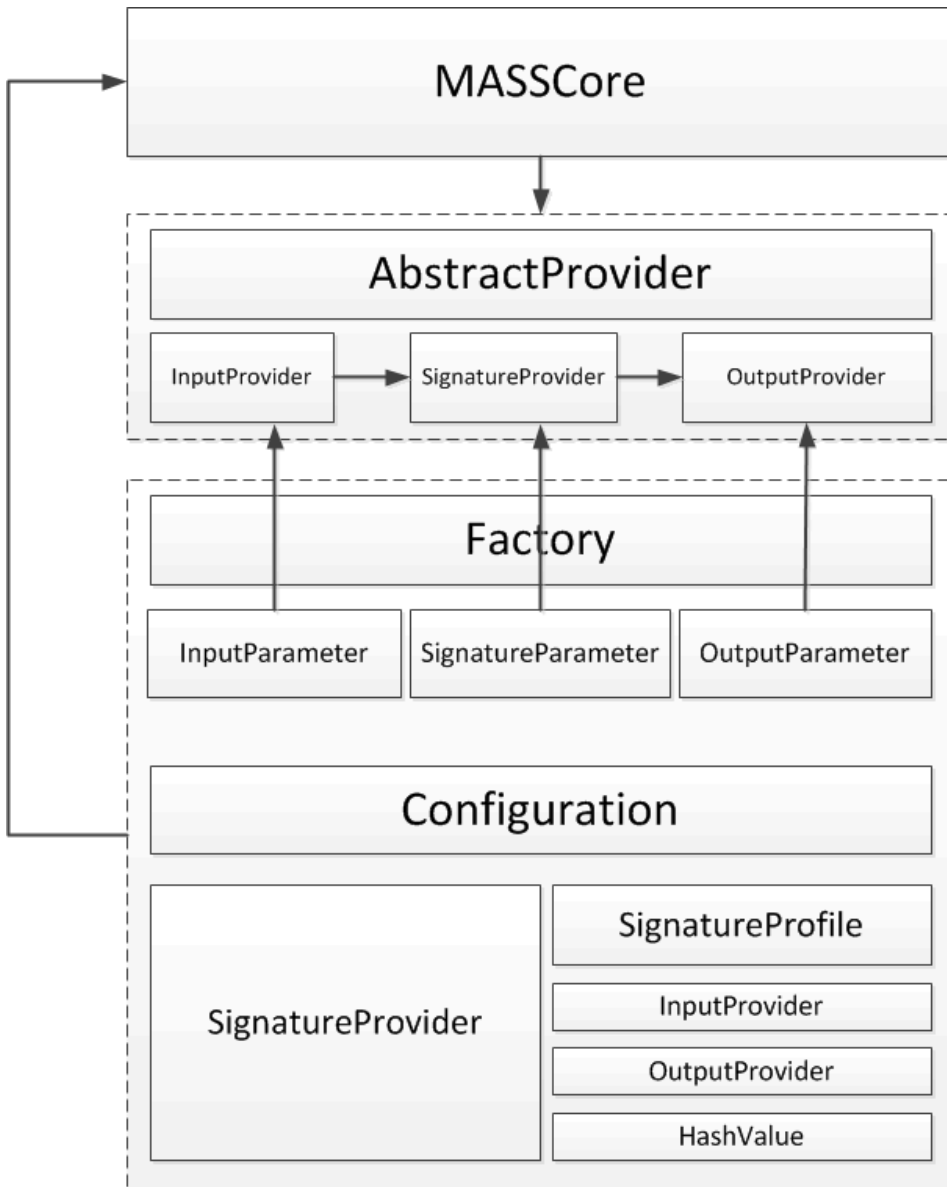 MASSCore
AbstractProvider
InputProvider
SignatureProvider
OutputProvider
Factory
InputParameter
SignatureParameter
OutputParameter
Configuration
SignatureProvider
SignatureProfile
InputProvider
OutputProvider
HashValue